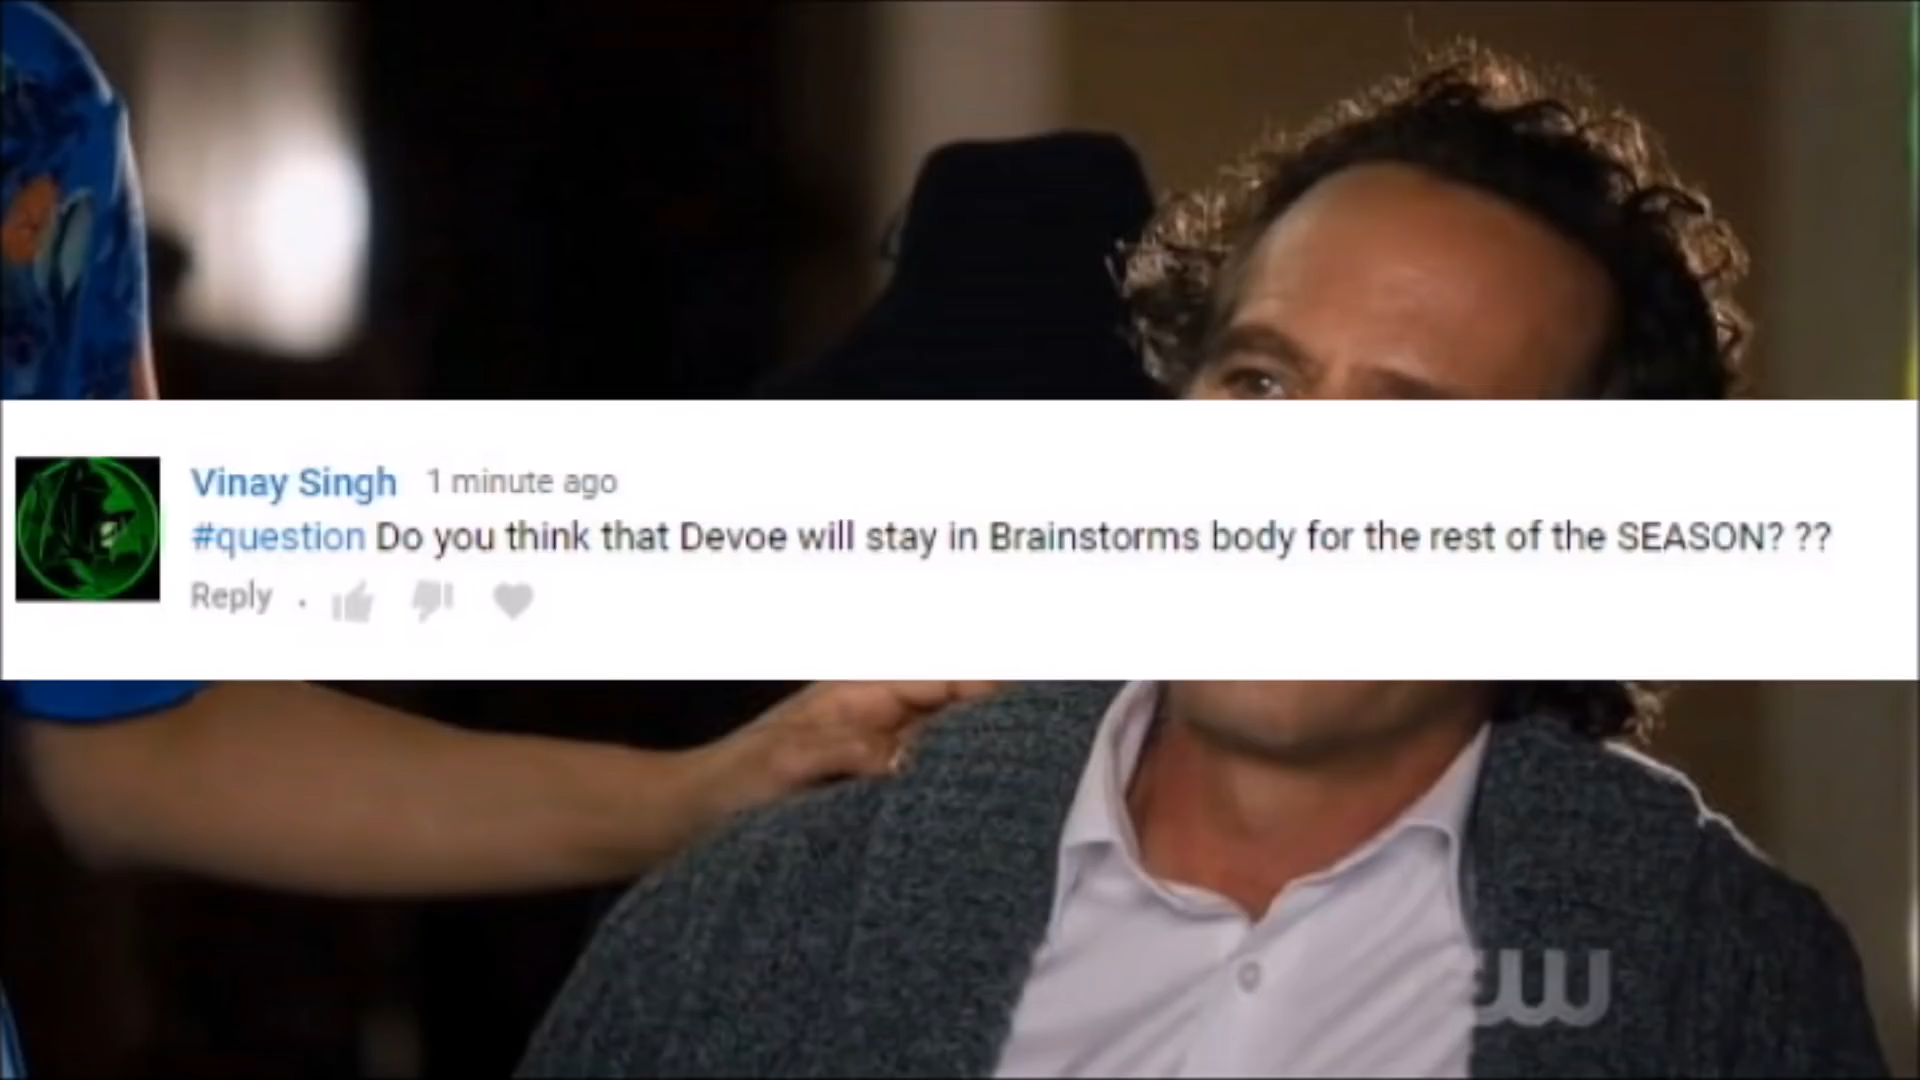 Vinay Singh 1 minute ago
#question Do you think that Devoe will stay in Brainstorms body for the rest of the SEASON? ??
Reply .
CW